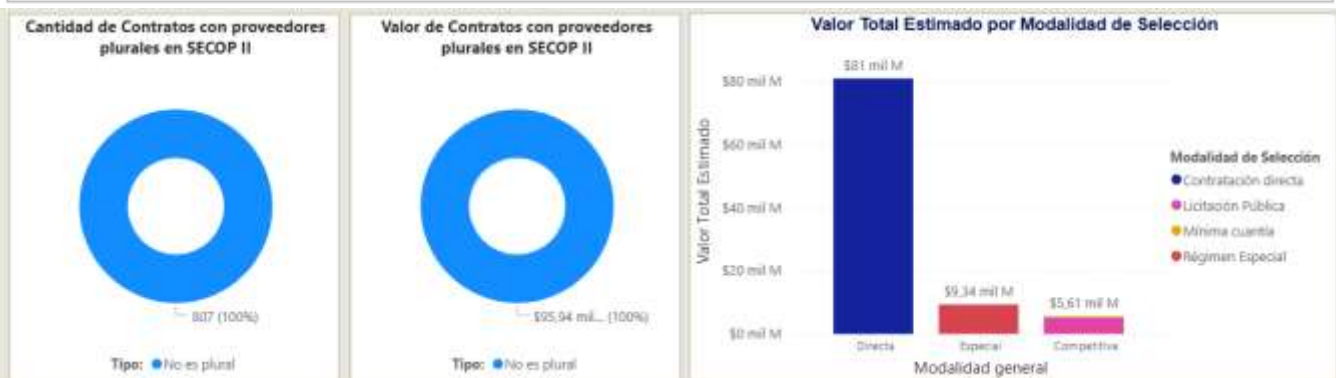 Cantidad de Contratos con proveedores
plurales en SECOP II
807 (100%)
Tipo: No es plural
Valor de Contratos con proveedores
plurales en SECOP II
$95,94 mil... (100%)
Tipo: No es plural
Valor Total Estimado por Modalidad de Selección
Valor Total Estimado
$80 mil M
$60 mil M
$40 mil M
$20 mil M
$0 mil M
$81 mil M
$9,34 mil M
$5,61 mil M
Directa
Especial
Competitiva
Modalidad general
Modalidad de Selección
Contratación directa
Licitación Pública
Mínima cuantía
Régimen Especial